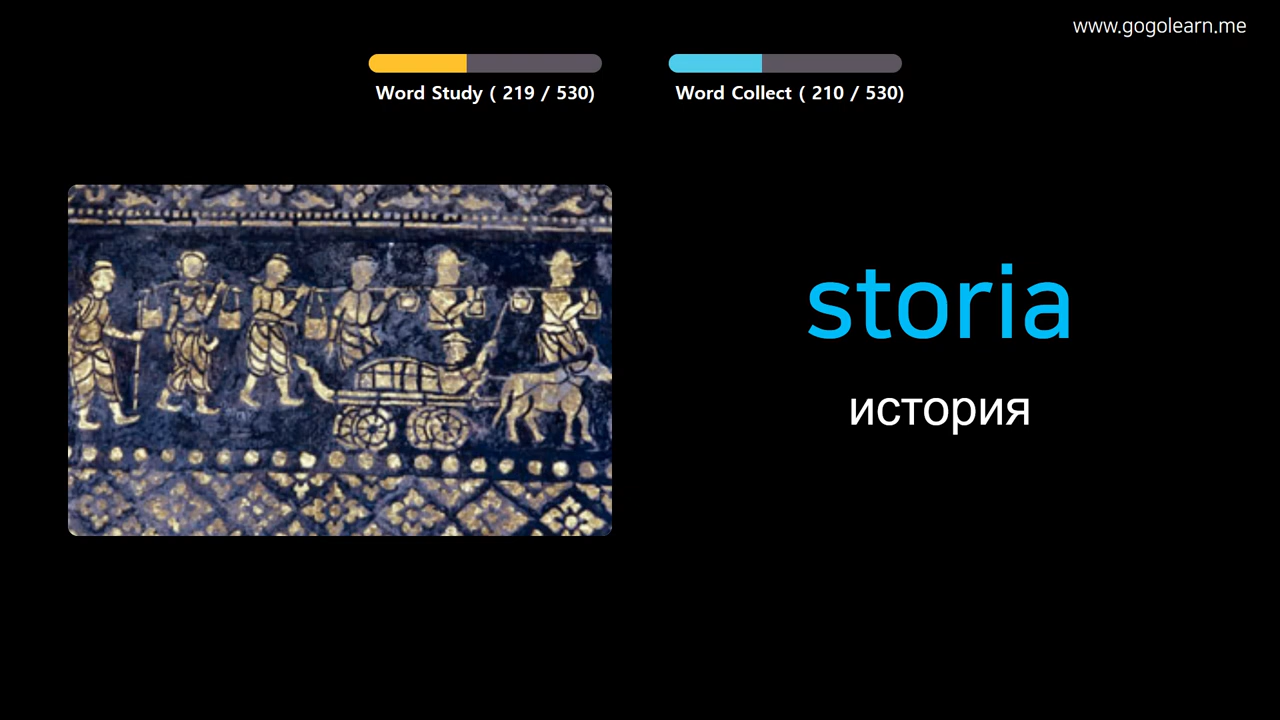 www.gogolearn.me
Word Study ( 219 / 530)
Word Collect ( 210 / 530)
storia
история